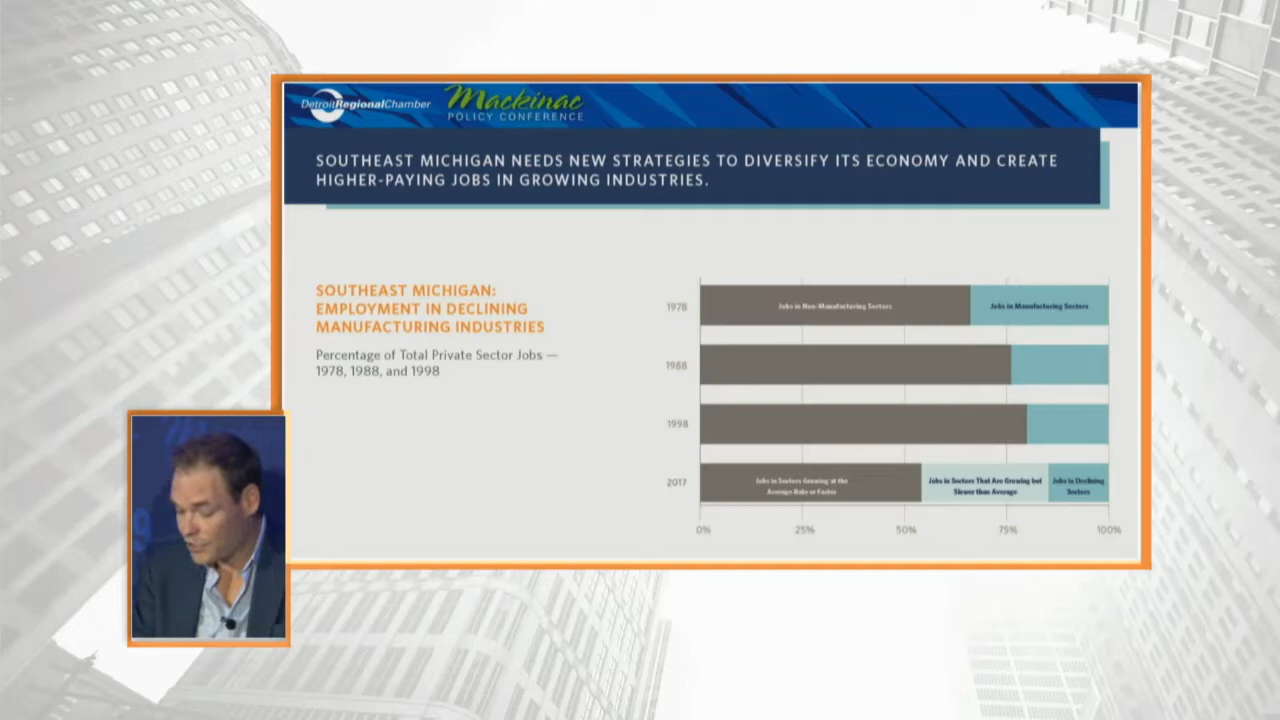 DetroitRegionalChamber
Mackinac
POLICY CONFERENCE
SOUTHEAST MICHIGAN NEEDS NEW STRATEGIES TO DIVERSIFY ITS ECONOMY AND CREATE
HIGHER-PAYING JOBS IN GROWING INDUSTRIES.
SOUTHEAST MICHIGAN:
EMPLOYMENT IN DECLINING
MANUFACTURING INDUSTRIES
Percentage of Total Private Sector Jobs —
1978, 1988, and 1998
1978
Jobs in Non-Manufacturing Sectors
Jobs in Manufacturing Sectors
1988
1998
2017
Jobs in Sectors Growing at the
Average Rate or Faster
Jobs in Sectors That Are Growing but
Slower than Average
Jobs in Declining
Sectors
0%
25%
50%
75%
100%
9